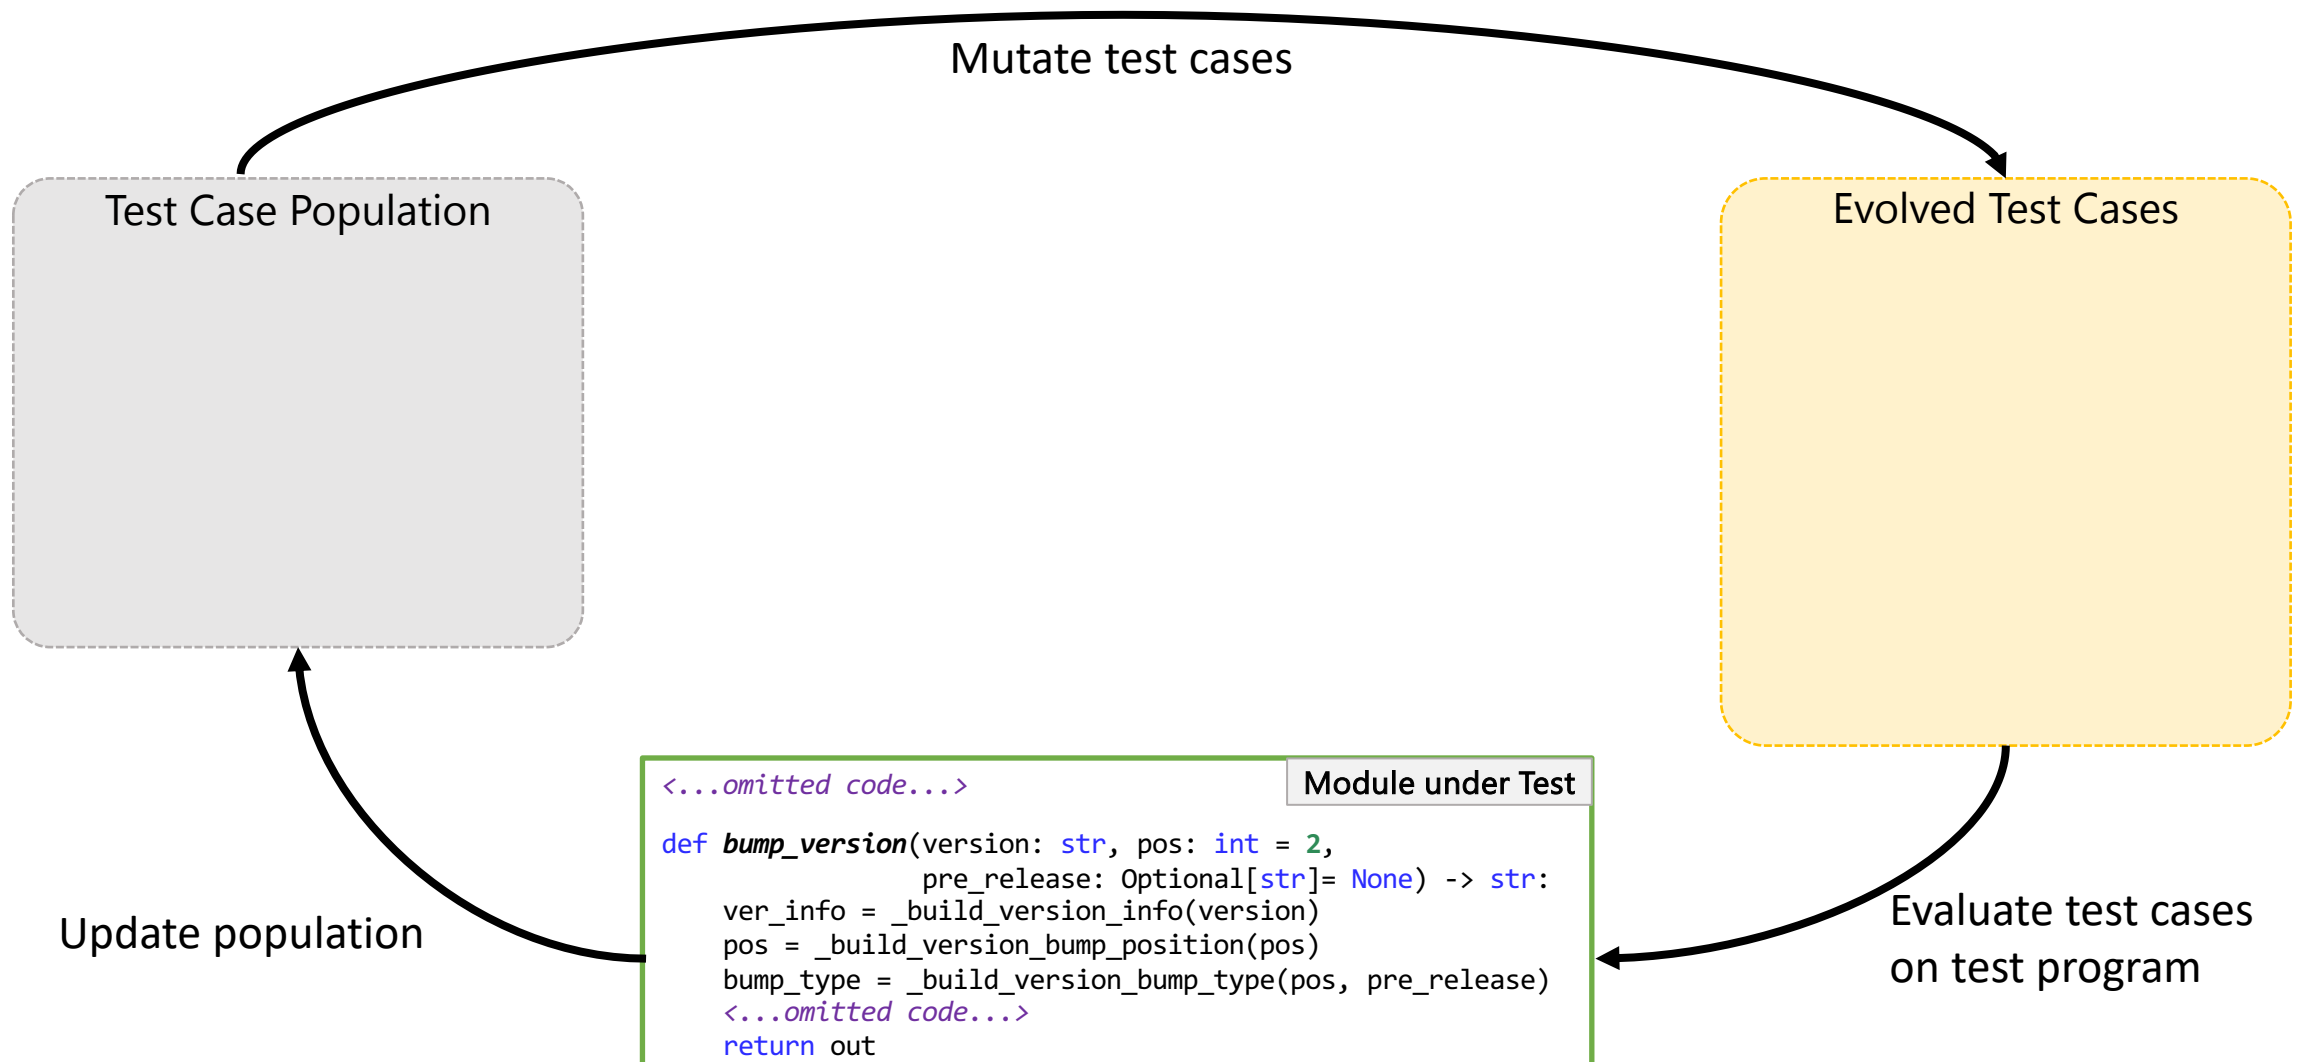 Mutate test cases
Test Case Population
Evolved Test Cases
<...omitted code...>
Module under Test
def bump_version(version: str, pos: int = 2,
pre_release: Optional[str]= None) -> str:
ver_info = _build_version_info(version)
pos = _build_version_bump_position(pos)
bump_type = _build_version_bump_type(pos, pre_release)
<...omitted code...>
return out
Update population
Evaluate test cases
on test program